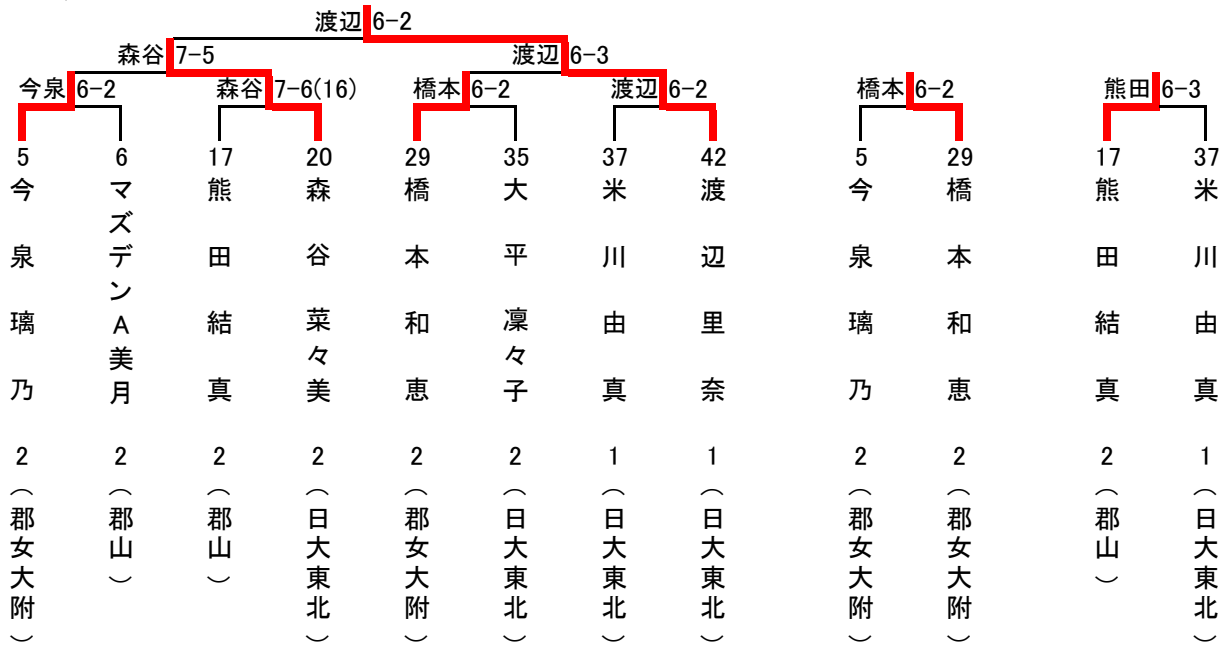 渡辺 6-2
森谷 7-5
渡辺 6-3
今泉 6-2
森谷 7-6(16)
橋本 6-2
渡辺 6-2
橋本 6-2
熊田 6-3
5 今泉璃乃 2 (郡女大附)
6 マズデンA美月 2 (郡山)
17 熊田結真 2 (郡山)
20 森谷菜々美 2 (日大東北)
29 橋本和恵 2 (郡女大附)
35 大平凜々子 2 (日大東北)
37 米川由真 1 (日大東北)
42 渡辺里奈 1 (日大東北)
5 今泉璃乃 2 (郡女大附)
29 橋本和恵 2 (郡女大附)
17 熊田結真 2 (郡山)
37 米川由真 1 (日大東北)